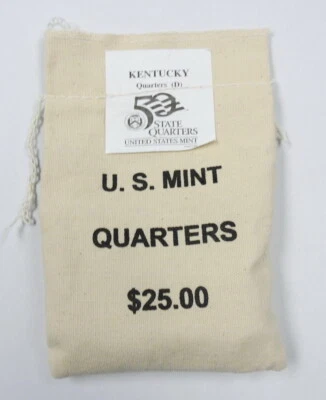 KENTUCKY
Quarters (D)
50
STATE
QUARTERS
UNITED STATES MINT
U. S. MINT
QUARTERS
$25.00